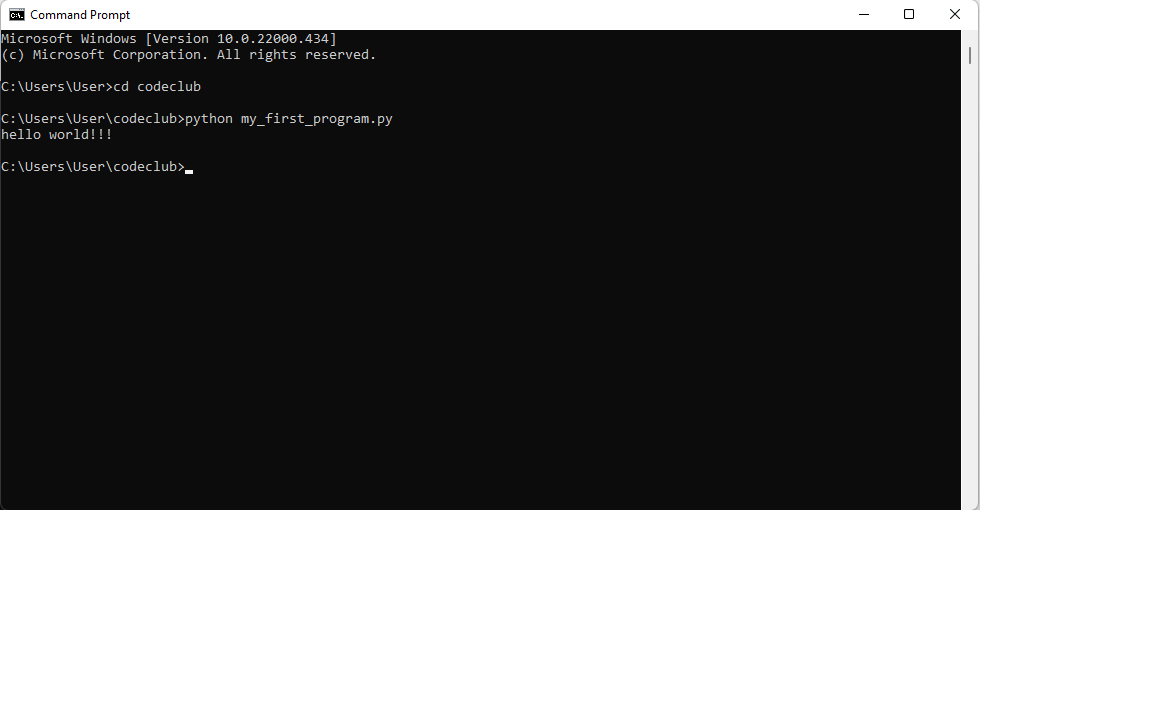 Command Prompt
Microsoft Windows [Version 10.0.22000.434]
(c) Microsoft Corporation. All rights reserved.
C:\Users\User>cd codeclub
C:\Users\User\codeclub>python my_first_program.py
hello world!!!
C:\Users\User\codeclub>